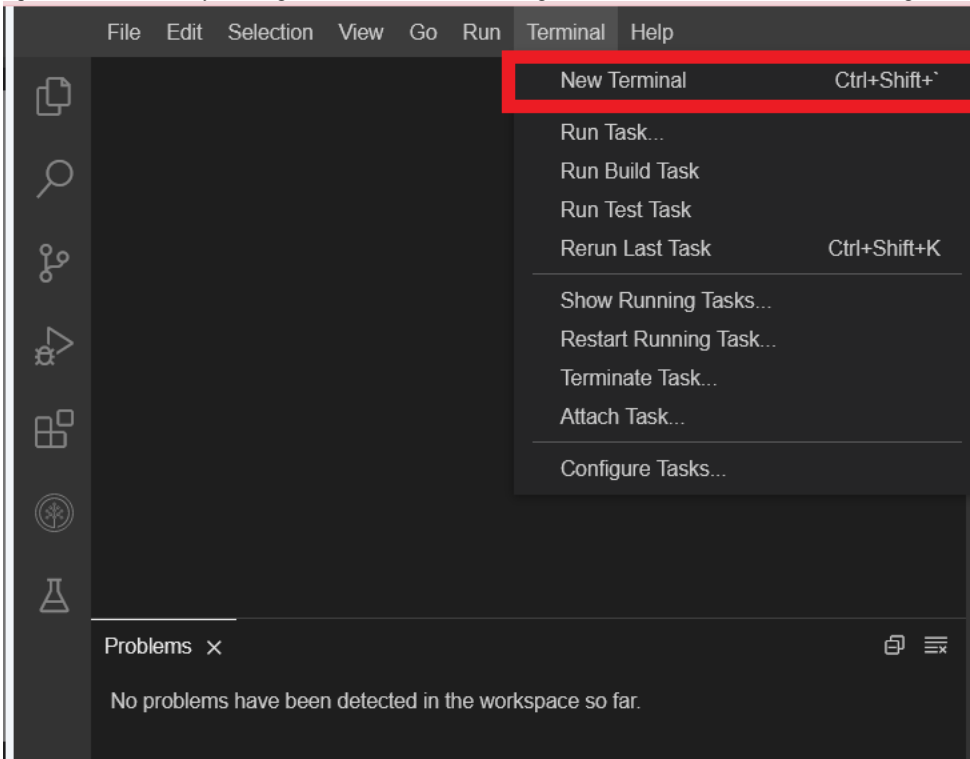 File Edit Selection View Go Run Terminal Help
New Terminal Ctrl+Shift+`
Run Task...
Run Build Task
Run Test Task
Rerun Last Task Ctrl+Shift+K
Show Running Tasks...
Restart Running Task...
Terminate Task...
Attach Task...
Configure Tasks...
Problems
No problems have been detected in the workspace so far.